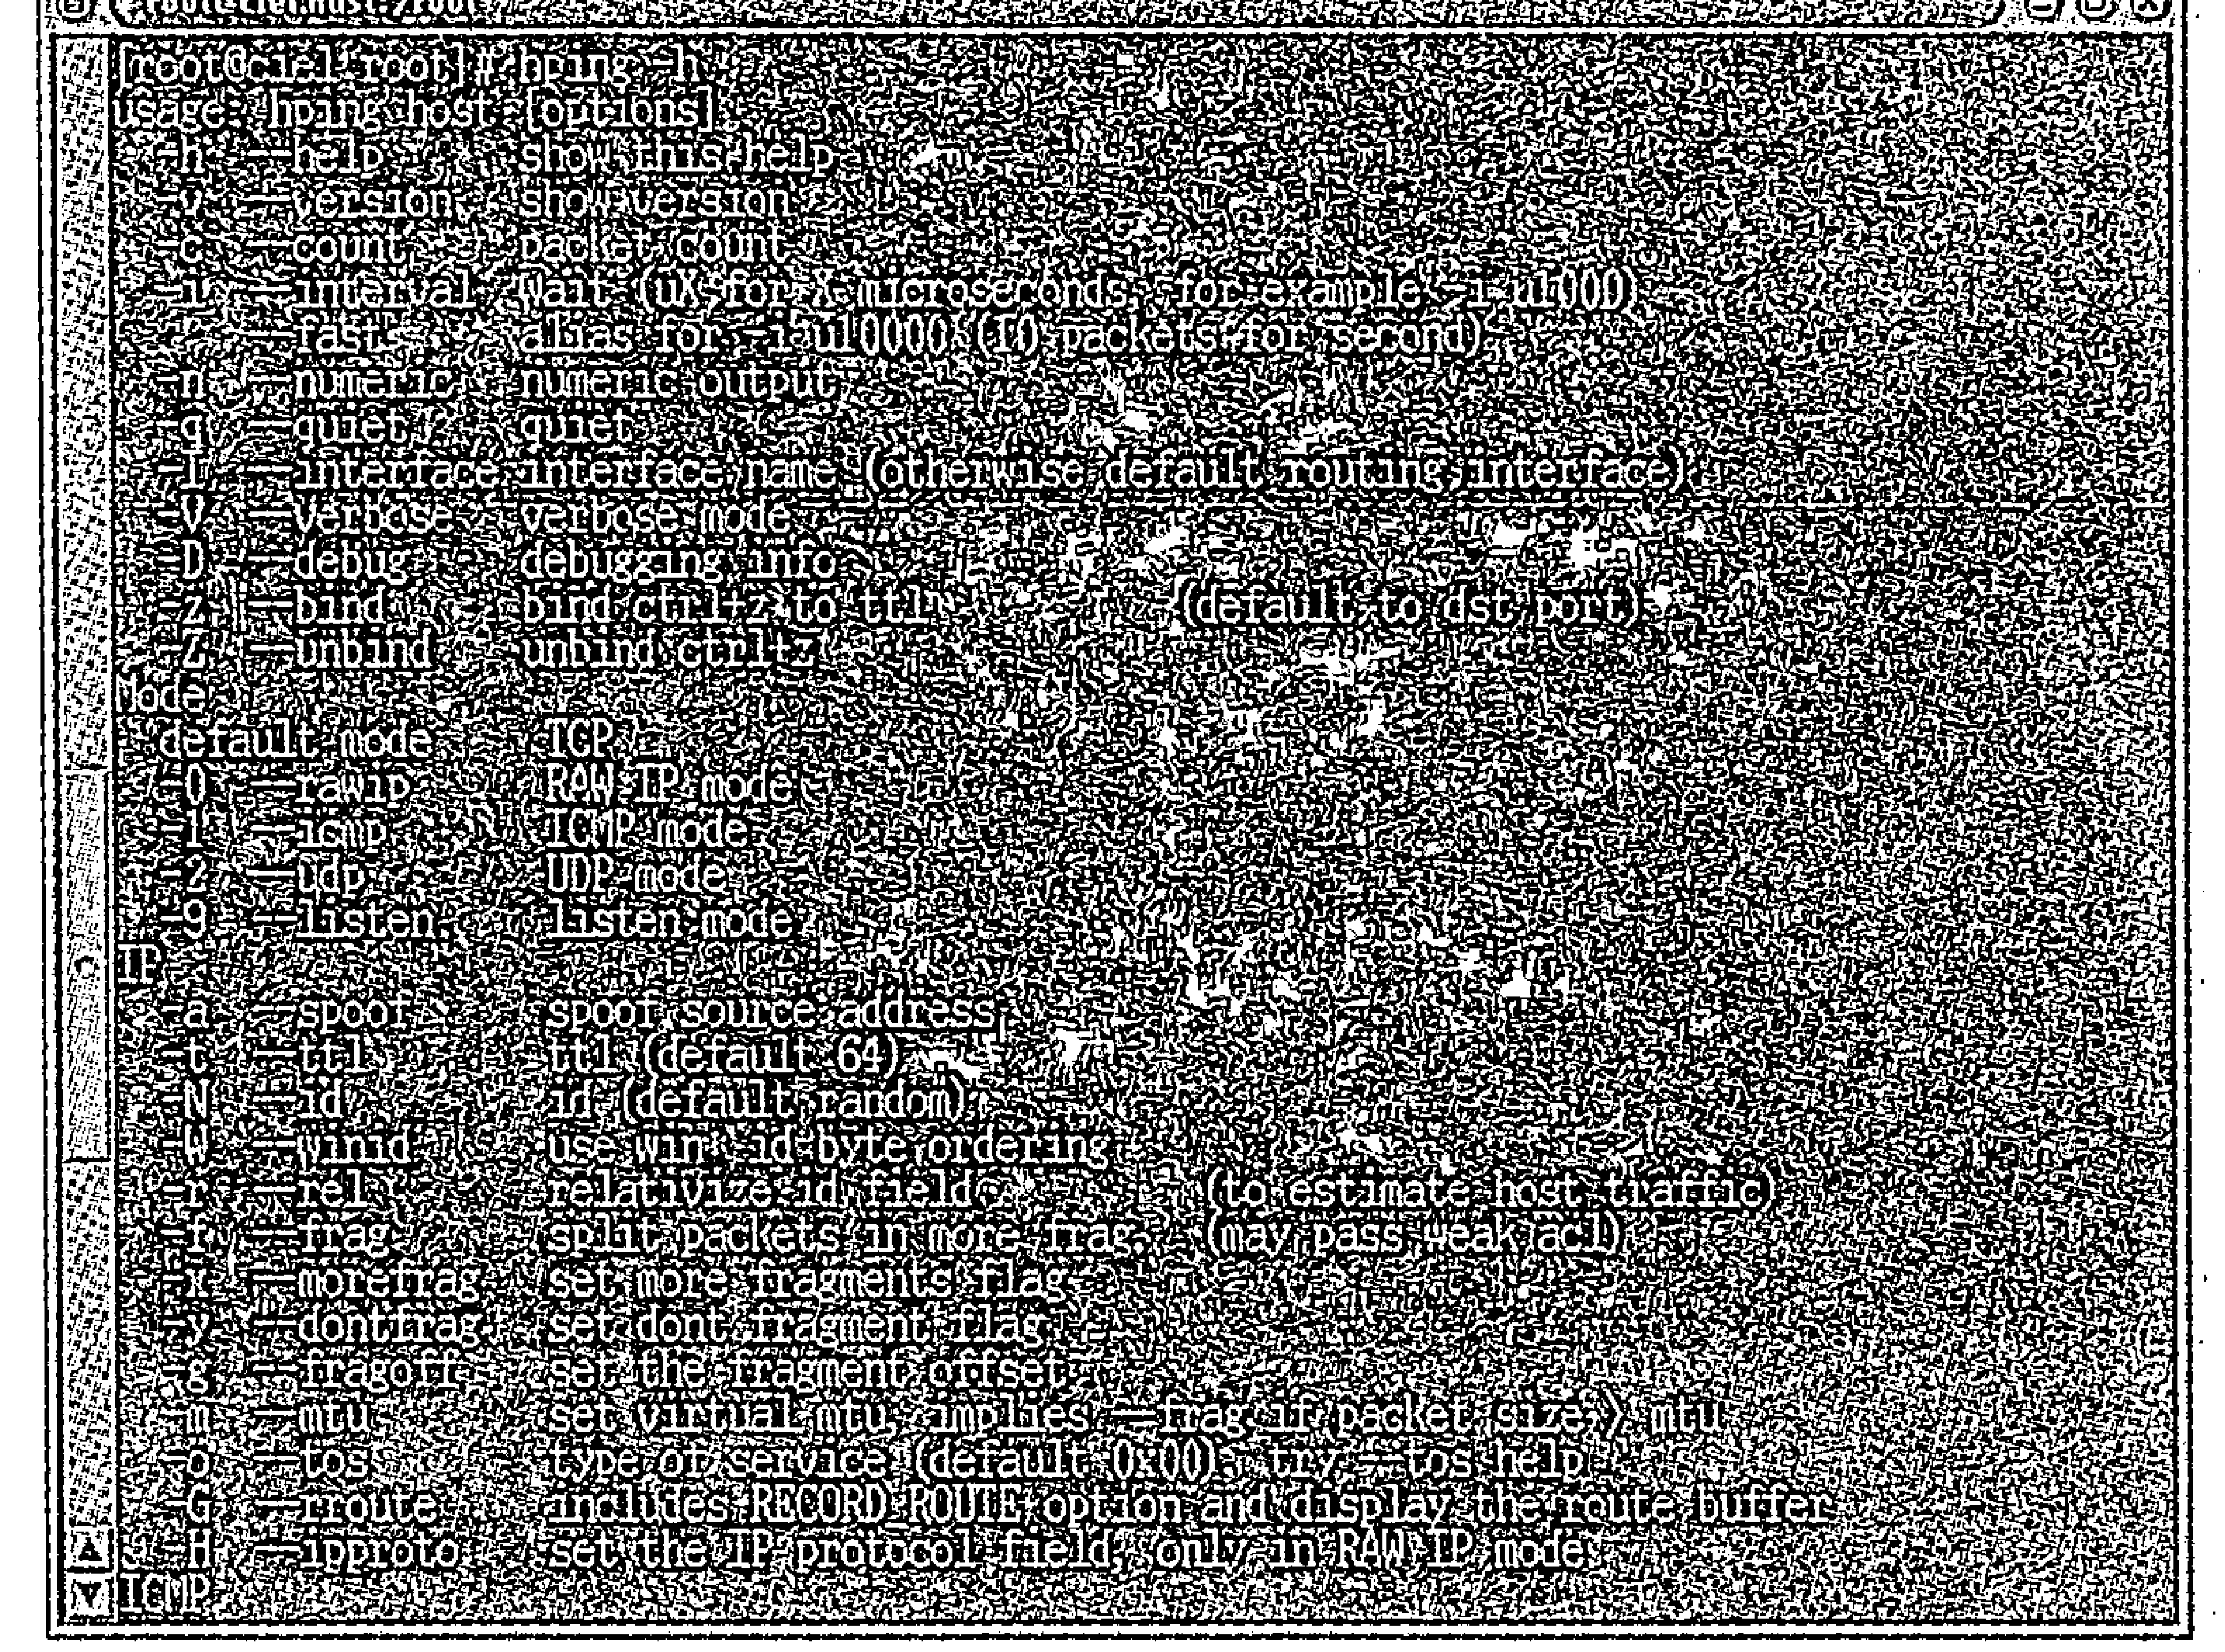 root@ciel.host:/root
[root@ciel root]# hping -h
usage: hping host [options]
-h --help show this help
-v --version show version
-c --count packet count
-i --interval wait (uX for X microseconds, for example -i u1000)
--fast alias for -i u10000 (10 packets for second)
-n --numeric numeric output
-q --quiet quiet
-I --interface interface name (otherwise default routing interface)
-V --verbose verbose mode
-D --debug debugging info
-z --bind bind ctrl+z to ttl (default to dst port)
-Z --unbind unbind ctrl+z
Mode
default mode TCP
-0 --rawip RAW IP mode
-1 --icmp ICMP mode
-2 --udp UDP mode
-9 --listen listen mode
IP
-a --spoof spoof source address
-t --ttl ttl (default 64)
-N --id id (default random)
-W --winid use win* id byte ordering
-r --rel relativize id field (to estimate host traffic)
-f --frag split packets in more frag. (may pass weak acl)
-x --morefrag set more fragments flag
-y --dontfrag set dont fragment flag
-g --fragoff set the fragment offset
-m --mtu set virtual mtu, implies --frag if packet size > mtu
-o --tos type of service (default 0x00), try --tos help
-G --rroute includes RECORD_ROUTE option and display the route buffer
-H --ipproto set the IP protocol field, only in RAW IP mode
ICMP